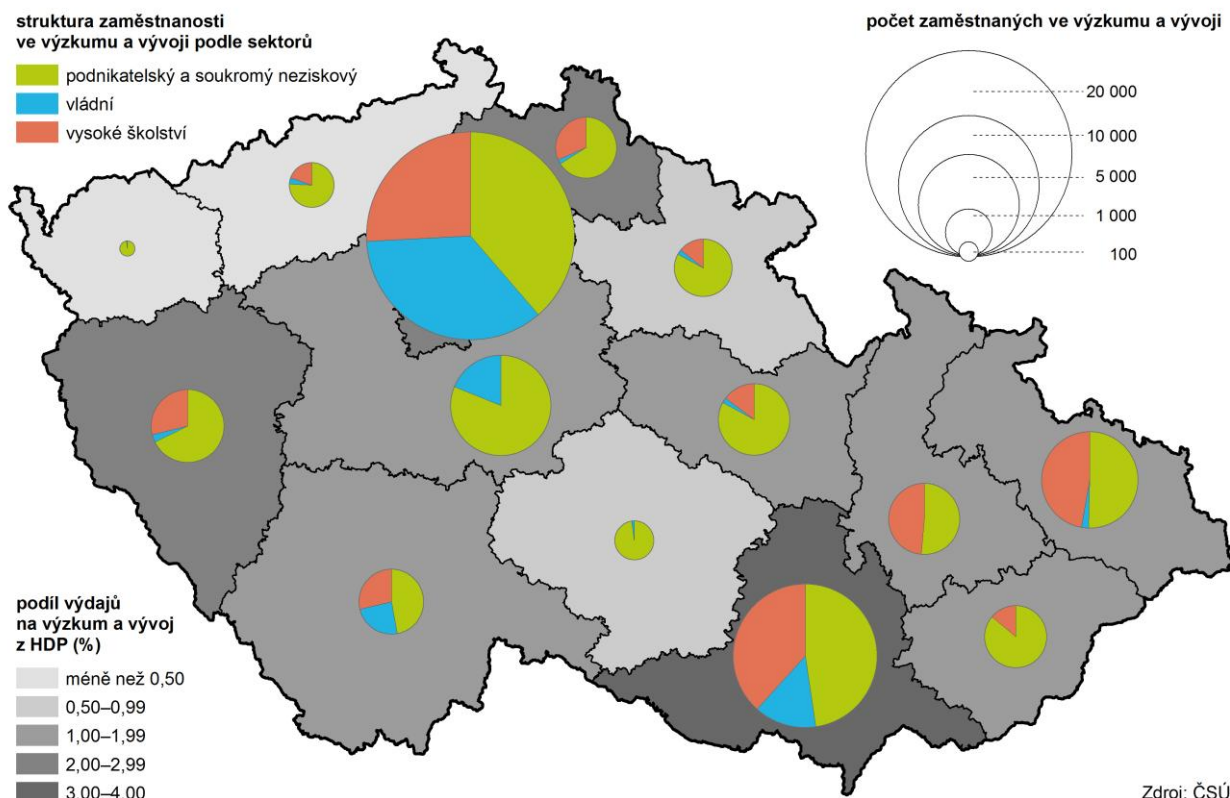 struktura zaměstnanosti
ve výzkumu a vývoji podle sektorů
podnikatelský a soukromý neziskový
vládní
vysoké školství
počet zaměstnaných ve výzkumu a vývoji
20 000
10 000
5 000
1 000
100
podíl výdajů
na výzkum a vývoj
z HDP (%)
méně než 0,50
0,50–0,99
1,00–1,99
2,00–2,99
3,00–4,00
Zdroj: ČSÚ